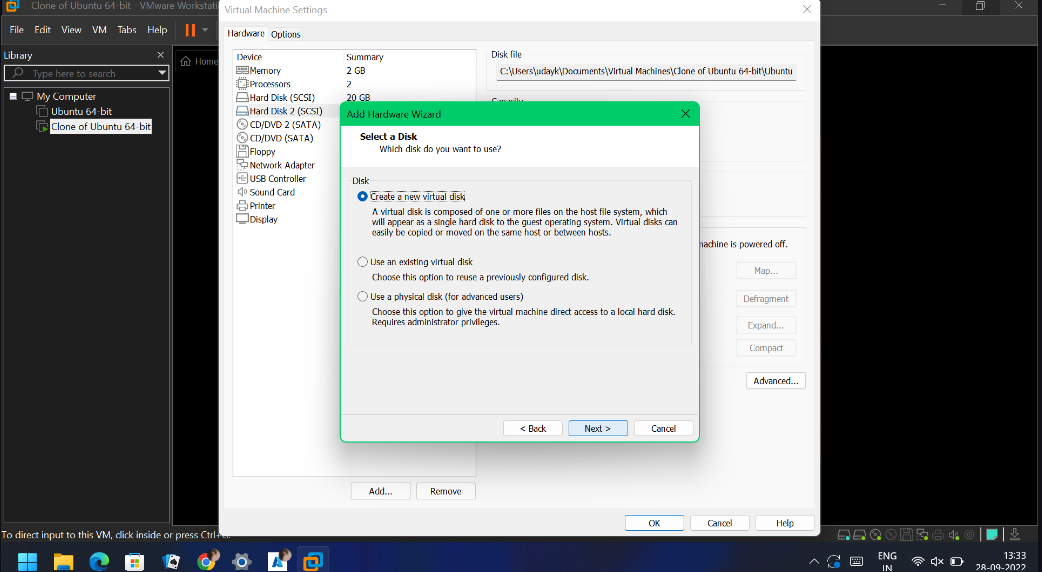 Clone of Ubuntu 64-bit - VMware Workstati
Virtual Machine Settings
File Edit View VM Tabs Help
Hardware Options
Library
Type here to search
Home
My Computer
Ubuntu 64-bit
Clone of Ubuntu 64-bit
Device Summary
Memory 2 GB
Processors 2
Hard Disk (SCSI) 20 GB
Hard Disk 2 (SCSI)
CD/DVD 2 (SATA)
CD/DVD (SATA)
Floppy
Network Adapter
USB Controller
Sound Card
Printer
Display
Disk file
C:\Users\udayk\Documents\Virtual Machines\Clone of Ubuntu 64-bit\Ubuntu
Capacity
Add Hardware Wizard
Select a Disk
Which disk do you want to use?
Disk
Create a new virtual disk
A virtual disk is composed of one or more files on the host file system, which
will appear as a single hard disk to the guest operating system. Virtual disks can
easily be copied or moved on the same host or between hosts.
Use an existing virtual disk
Choose this option to reuse a previously configured disk.
Use a physical disk (for advanced users)
Choose this option to give the virtual machine direct access to a local hard disk.
Requires administrator privileges.
< Back Next > Cancel
machine is powered off.
Map...
Defragment
Expand...
Compact
Advanced...
Add... Remove
OK Cancel Help
To direct input to this VM, click inside or press Ctrl+G.
ENG
IN
13:33
28-09-2022